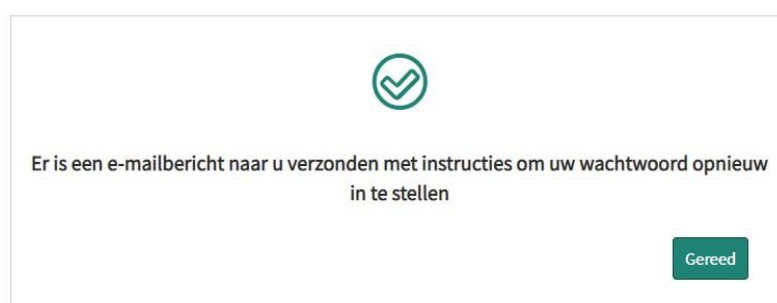 Er is een e-mailbericht naar u verzonden met instructies om uw wachtwoord opnieuw
in te stellen
Gereed